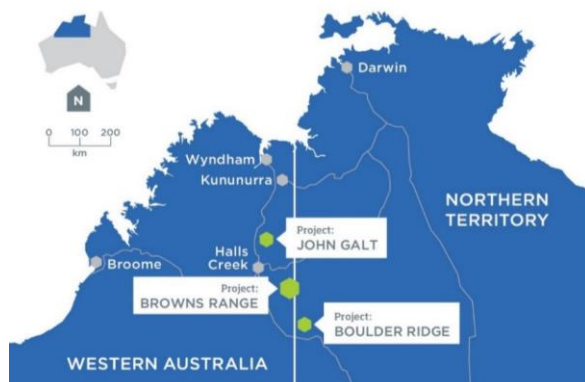 N
0 100 200
km
Darwin
Wyndham
Kununurra
NORTHERN
TERRITORY
Project:
JOHN GALT
Halls
Creek
Broome
Project:
BROWNS RANGE
Project:
BOULDER RIDGE
WESTERN AUSTRALIA